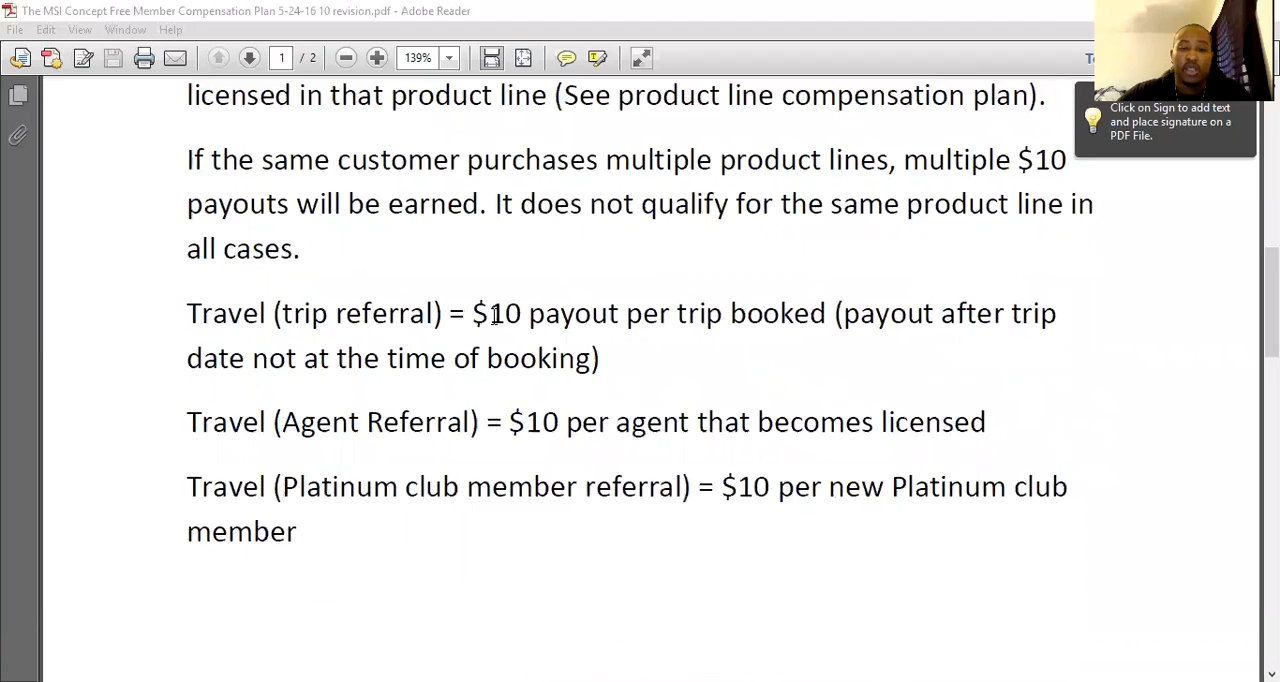 The MSI Concept Free Member Compensation Plan 5-24-16 10 revision.pdf - Adobe Reader
File Edit View Window Help
1 / 2 139%
Click on Sign to add text
and place signature on a
PDF File.
licensed in that product line (See product line compensation plan).
If the same customer purchases multiple product lines, multiple $10
payouts will be earned. It does not qualify for the same product line in
all cases.
Travel (trip referral) = $10 payout per trip booked (payout after trip
date not at the time of booking)
Travel (Agent Referral) = $10 per agent that becomes licensed
Travel (Platinum club member referral) = $10 per new Platinum club
member